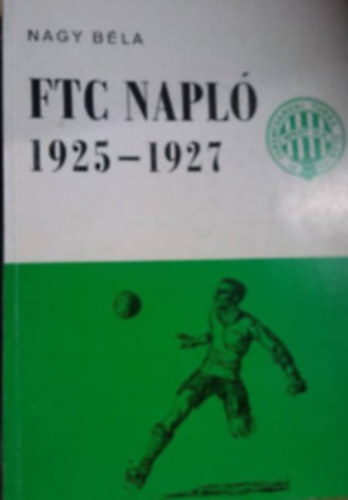 NAGY BÉLA
FTC NAPLÓ
1925-1927